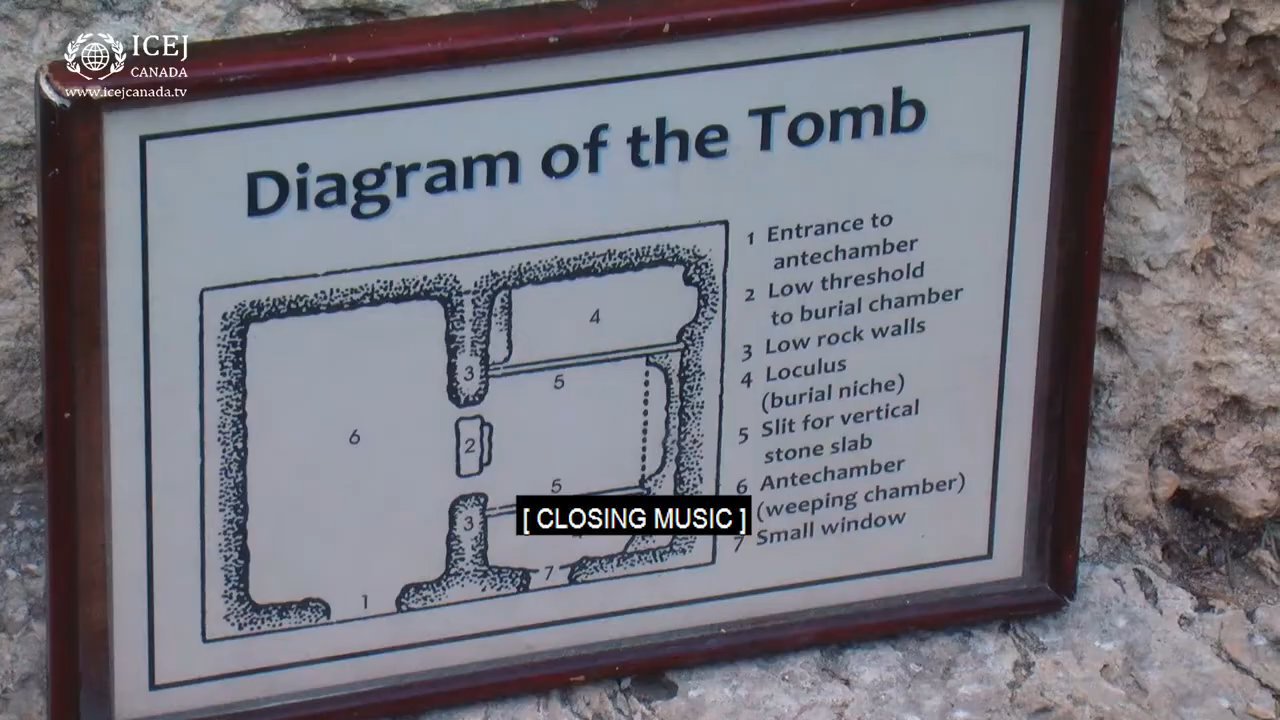 ICEJ
CANADA
www.icejcanada.tv
Diagram of the Tomb
1 Entrance to
antechamber
2 Low threshold
to burial chamber
3 Low rock walls
4 Loculus
(burial niche)
5 Slit for vertical
stone slab
6 Antechamber
(weeping chamber)
7 Small window
4
3
5
6
2
5
3
7
1
[ CLOSING MUSIC ]